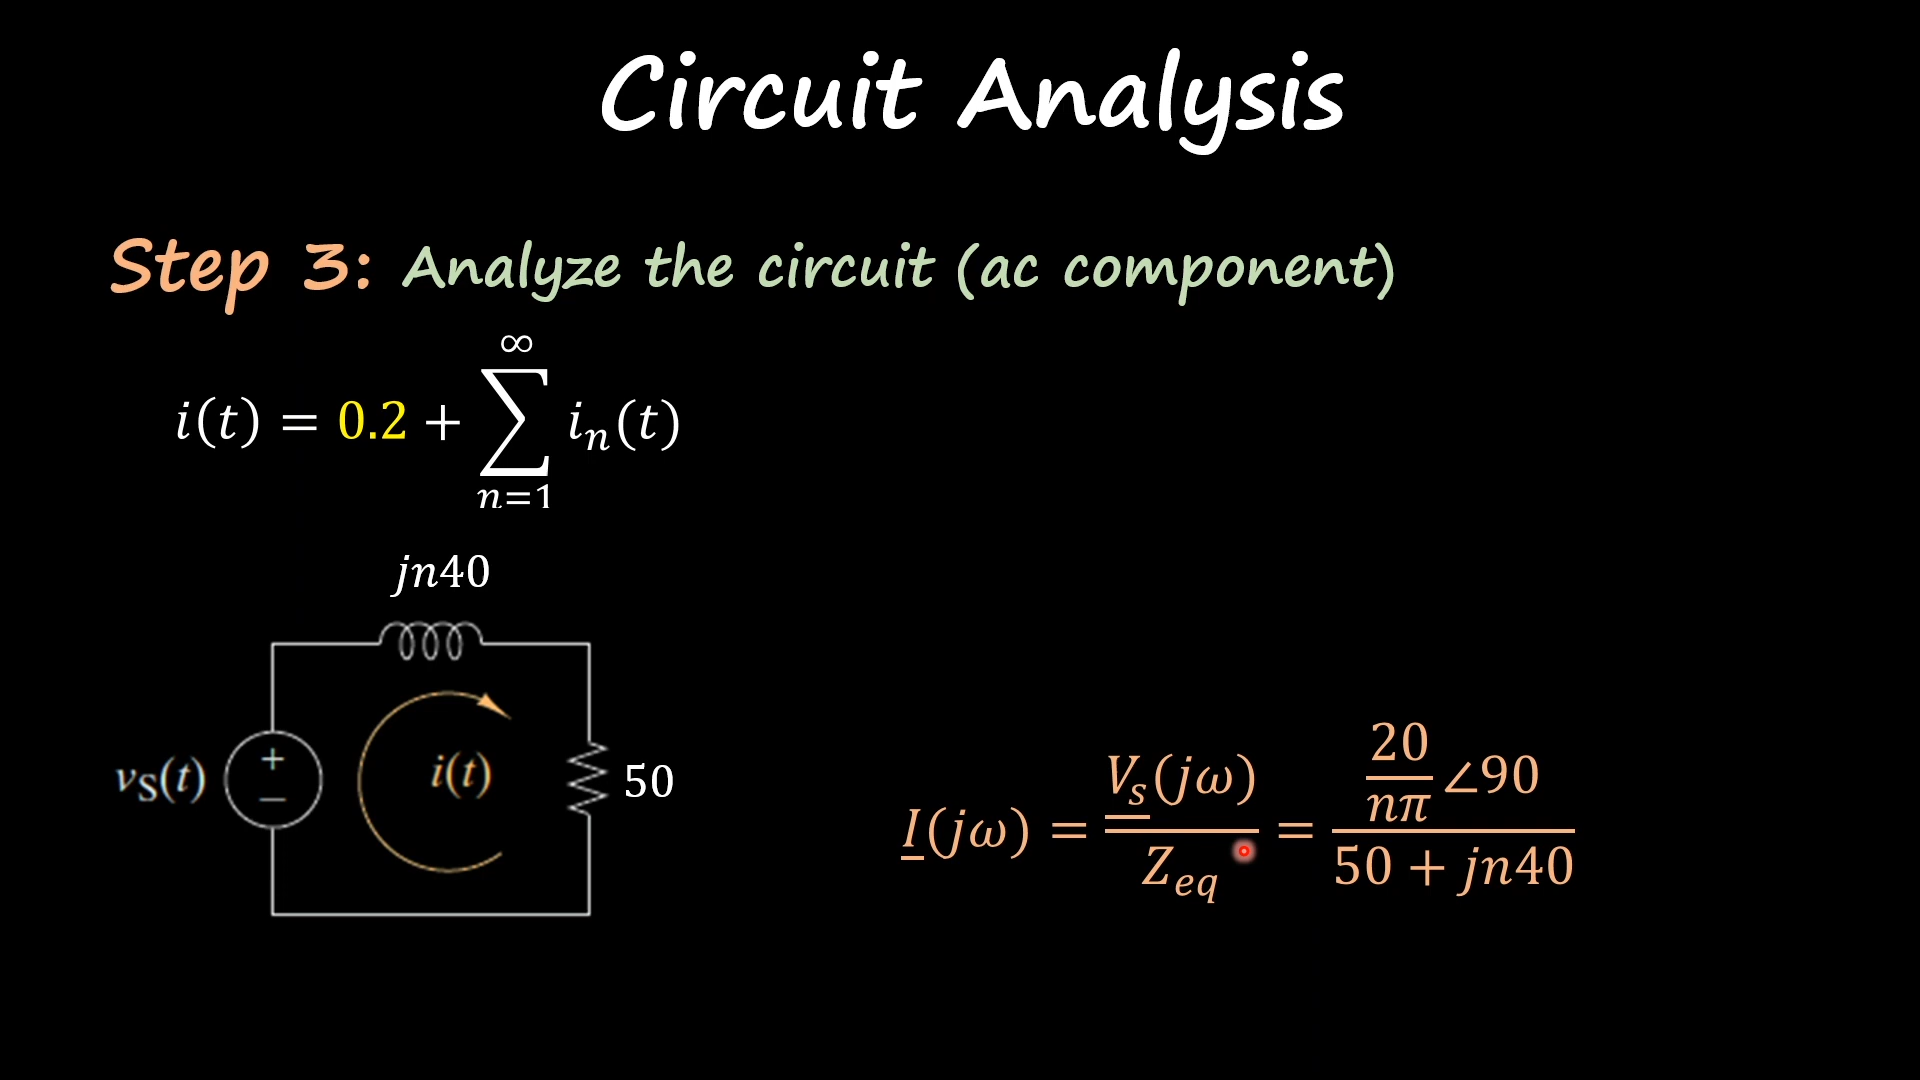 Circuit Analysis
Step 3: Analyze the circuit (ac component)
∞
i(t) = 0.2 + ∑ iₙ(t)
n=1
jn40
vS(t)
+
−
i(t)
50
I(jω) = Vs(jω) / Zeq = 20/nπ ∠90 / 50 + jn40